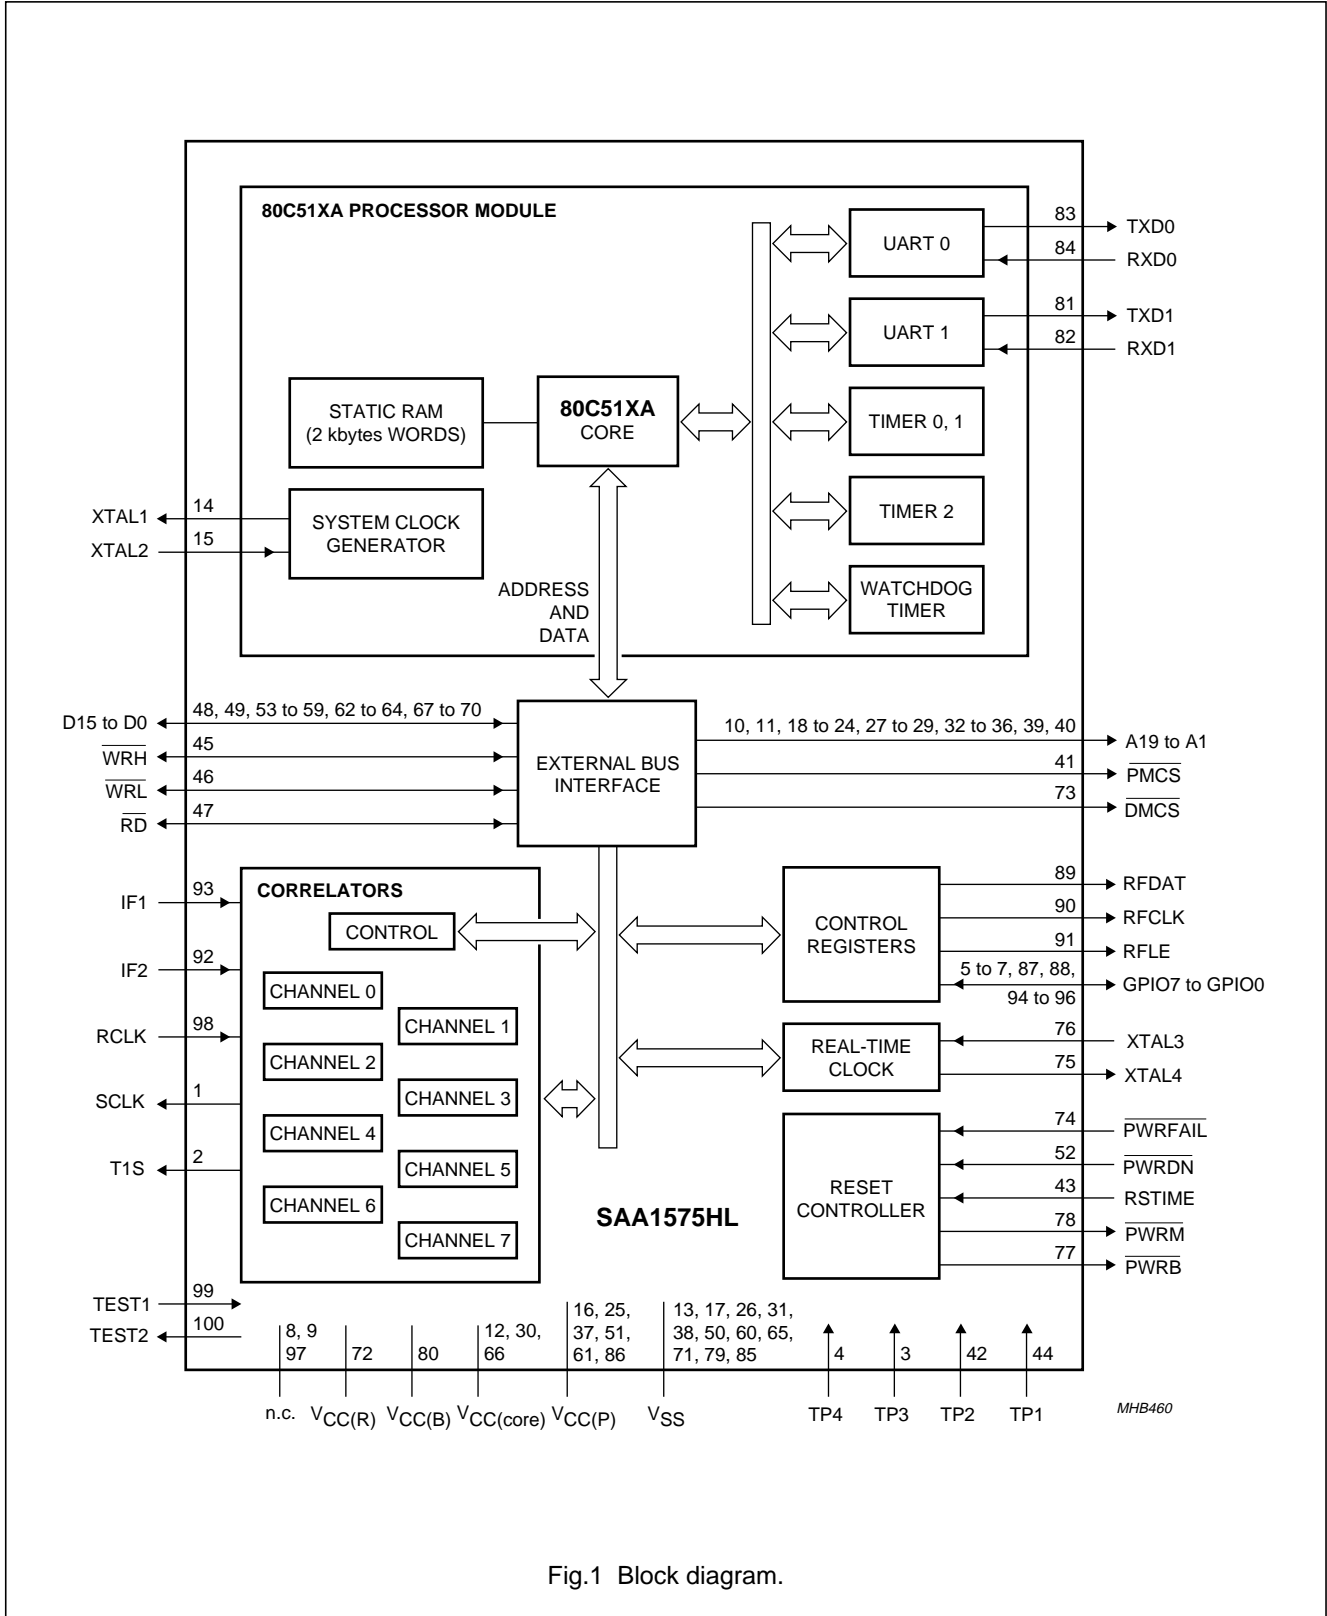 80C51XA PROCESSOR MODULE
UART 0
83
TXD0
84
RXD0
UART 1
81
TXD1
82
RXD1
STATIC RAM
(2 kbytes WORDS)
80C51XA
CORE
TIMER 0, 1
XTAL1
14
XTAL2
15
SYSTEM CLOCK
GENERATOR
TIMER 2
ADDRESS
AND
DATA
WATCHDOG
TIMER
D15 to D0
48, 49, 53 to 59, 62 to 64, 67 to 70
W̅R̅H̅
45
W̅R̅L̅
46
R̅D̅
47
EXTERNAL BUS
INTERFACE
10, 11, 18 to 24, 27 to 29, 32 to 36, 39, 40
A19 to A1
41
P̅M̅C̅S̅
73
D̅M̅C̅S̅
CORRELATORS
IF1
93
CONTROL
IF2
92
CHANNEL 0
CHANNEL 1
RCLK
98
CHANNEL 2
CHANNEL 3
SCLK
1
CHANNEL 4
T1S
2
CHANNEL 5
CHANNEL 6
CHANNEL 7
CONTROL
REGISTERS
89
RFDAT
90
RFCLK
91
RFLE
5 to 7, 87, 88,
94 to 96
GPIO7 to GPIO0
REAL-TIME
CLOCK
76
XTAL3
75
XTAL4
RESET
CONTROLLER
74
P̅W̅R̅F̅A̅I̅L̅
52
P̅W̅R̅D̅N̅
43
RSTIME
78
P̅W̅R̅M̅
77
P̅W̅R̅B̅
SAA1575HL
TEST1
99
TEST2
100
8, 9
97
72
80
12, 30,
66
16, 25,
37, 51,
61, 86
13, 17, 26, 31,
38, 50, 60, 65,
71, 79, 85
4
3
42
44
n.c.
VCC(R)
VCC(B)
VCC(core)
VCC(P)
VSS
TP4
TP3
TP2
TP1
MHB460
Fig.1 Block diagram.